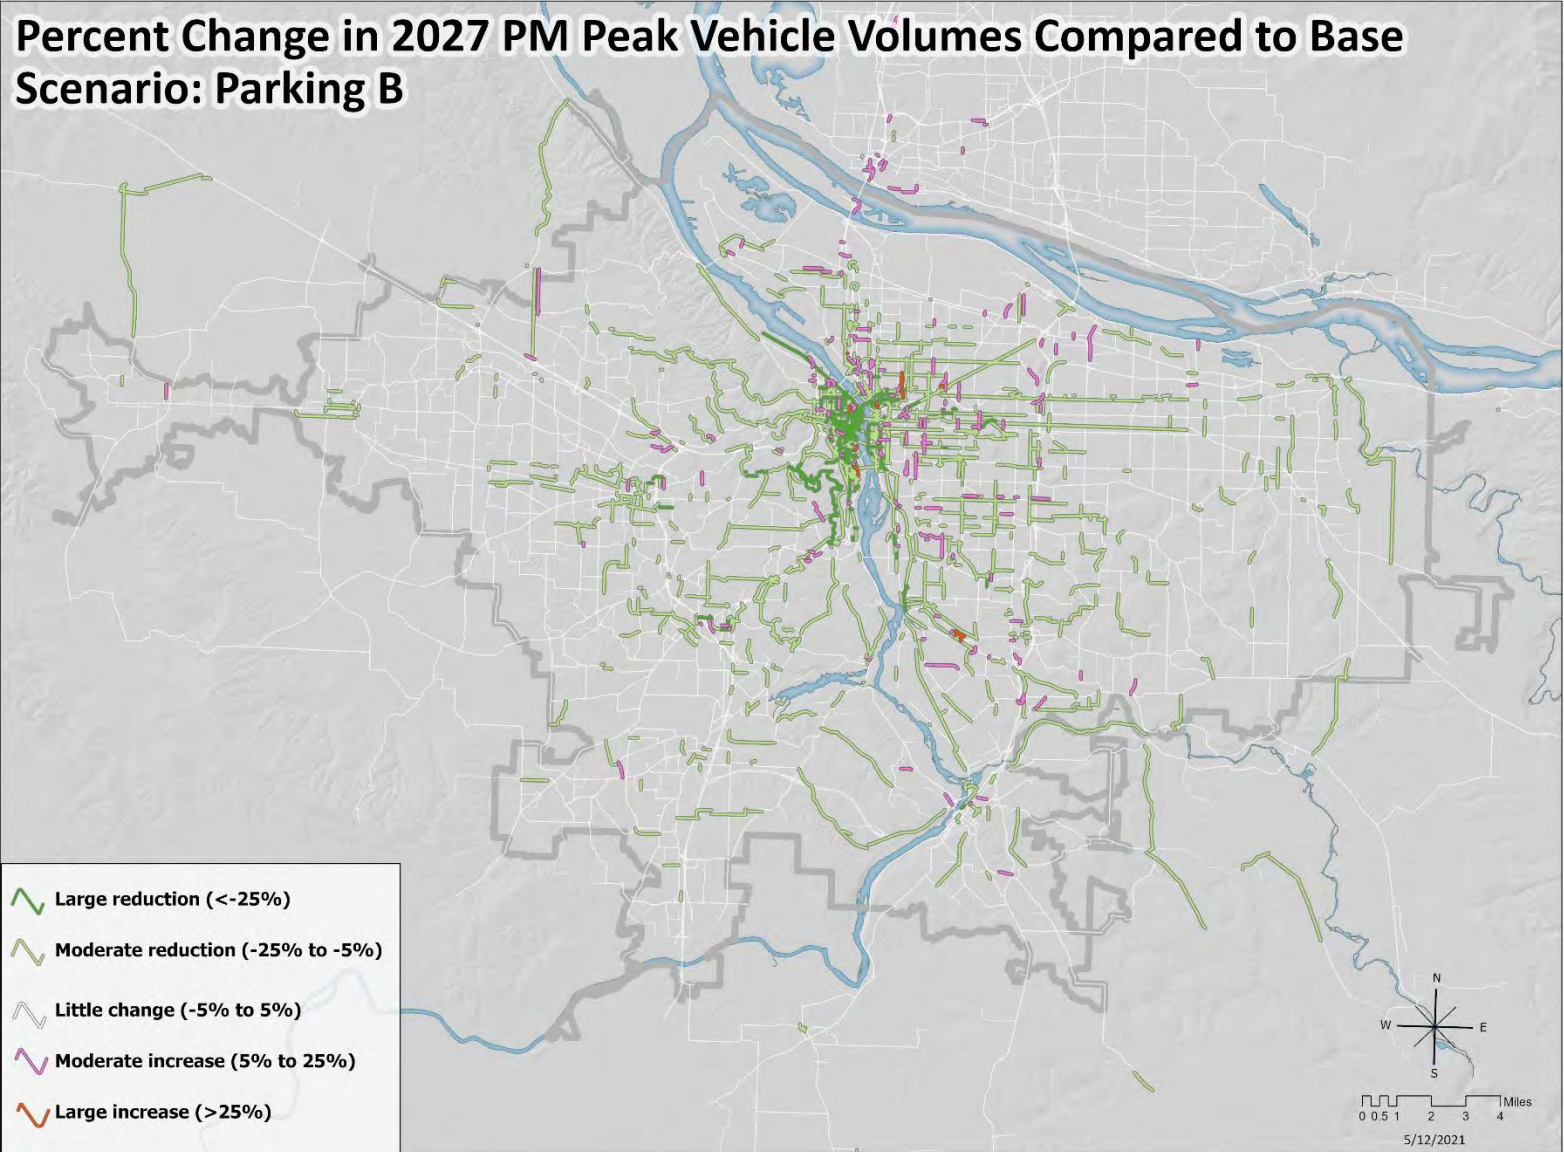 Percent Change in 2027 PM Peak Vehicle Volumes Compared to Base
Scenario: Parking B
Large reduction (<-25%)
Moderate reduction (-25% to -5%)
Little change (-5% to 5%)
Moderate increase (5% to 25%)
Large increase (>25%)
N
W E
S
Miles
0 0.5 1 2 3 4
5/12/2021